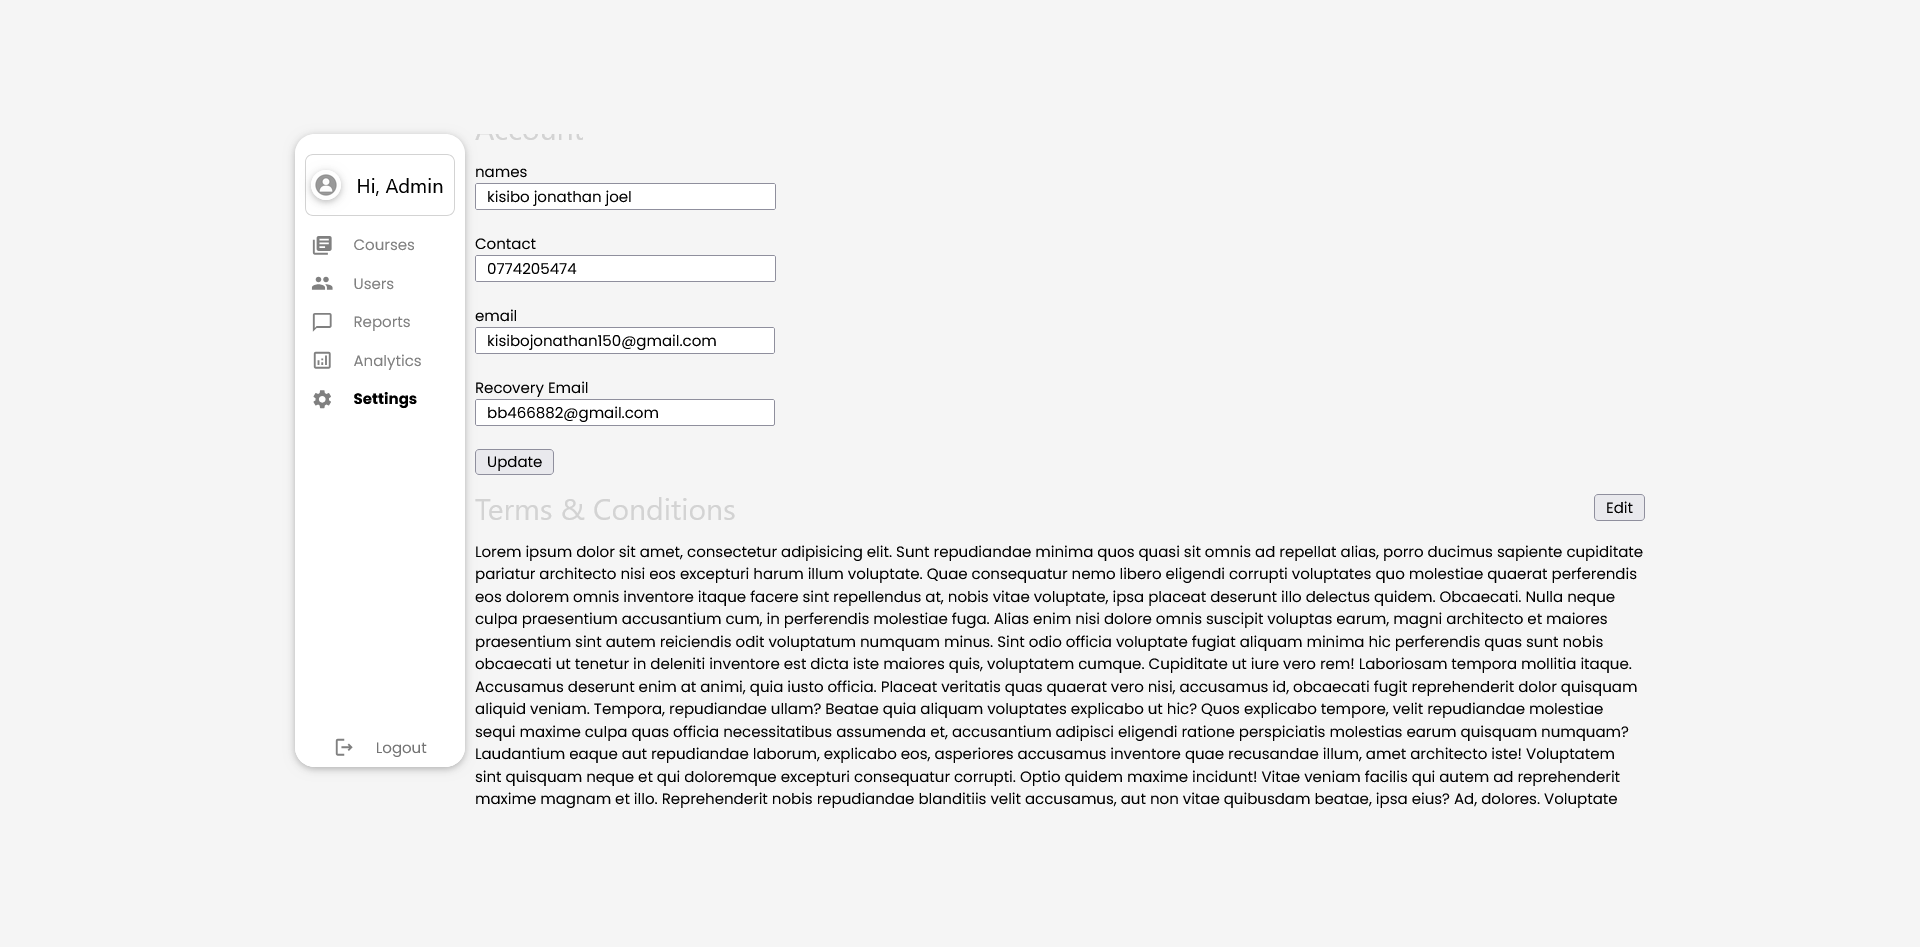 Account
Hi, Admin
Courses
Users
Reports
Analytics
Settings
Logout
names
kisibo jonathan joel
Contact
0774205474
email
kisibojonathan150@gmail.com
Recovery Email
bb466882@gmail.com
Update
Terms & Conditions
Edit
Lorem ipsum dolor sit amet, consectetur adipisicing elit. Sunt repudiandae minima quos quasi sit omnis ad repellat alias, porro ducimus sapiente cupiditate
pariatur architecto nisi eos excepturi harum illum voluptate. Quae consequatur nemo libero eligendi corrupti voluptates quo molestiae quaerat perferendis
eos dolorem omnis inventore itaque facere sint repellendus at, nobis vitae voluptate, ipsa placeat deserunt illo delectus quidem. Obcaecati. Nulla neque
culpa praesentium accusantium cum, in perferendis molestiae fuga. Alias enim nisi dolore omnis suscipit voluptas earum, magni architecto et maiores
praesentium sint autem reiciendis odit voluptatum numquam minus. Sint odio officia voluptate fugiat aliquam minima hic perferendis quas sunt nobis
obcaecati ut tenetur in deleniti inventore est dicta iste maiores quis, voluptatem cumque. Cupiditate ut iure vero rem! Laboriosam tempora mollitia itaque.
Accusamus deserunt enim at animi, quia iusto officia. Placeat veritatis quas quaerat vero nisi, accusamus id, obcaecati fugit reprehenderit dolor quisquam
aliquid veniam. Tempora, repudiandae ullam? Beatae quia aliquam voluptates explicabo ut hic? Quos explicabo tempore, velit repudiandae molestiae
sequi maxime culpa quas officia necessitatibus assumenda et, accusantium adipisci eligendi ratione perspiciatis molestias earum quisquam numquam?
Laudantium eaque aut repudiandae laborum, explicabo eos, asperiores accusamus inventore quae recusandae illum, amet architecto iste! Voluptatem
sint quisquam neque et qui doloremque excepturi consequatur corrupti. Optio quidem maxime incidunt! Vitae veniam facilis qui autem ad reprehenderit
maxime magnam et illo. Reprehenderit nobis repudiandae blanditiis velit accusamus, aut non vitae quibusdam beatae, ipsa eius? Ad, dolores. Voluptate